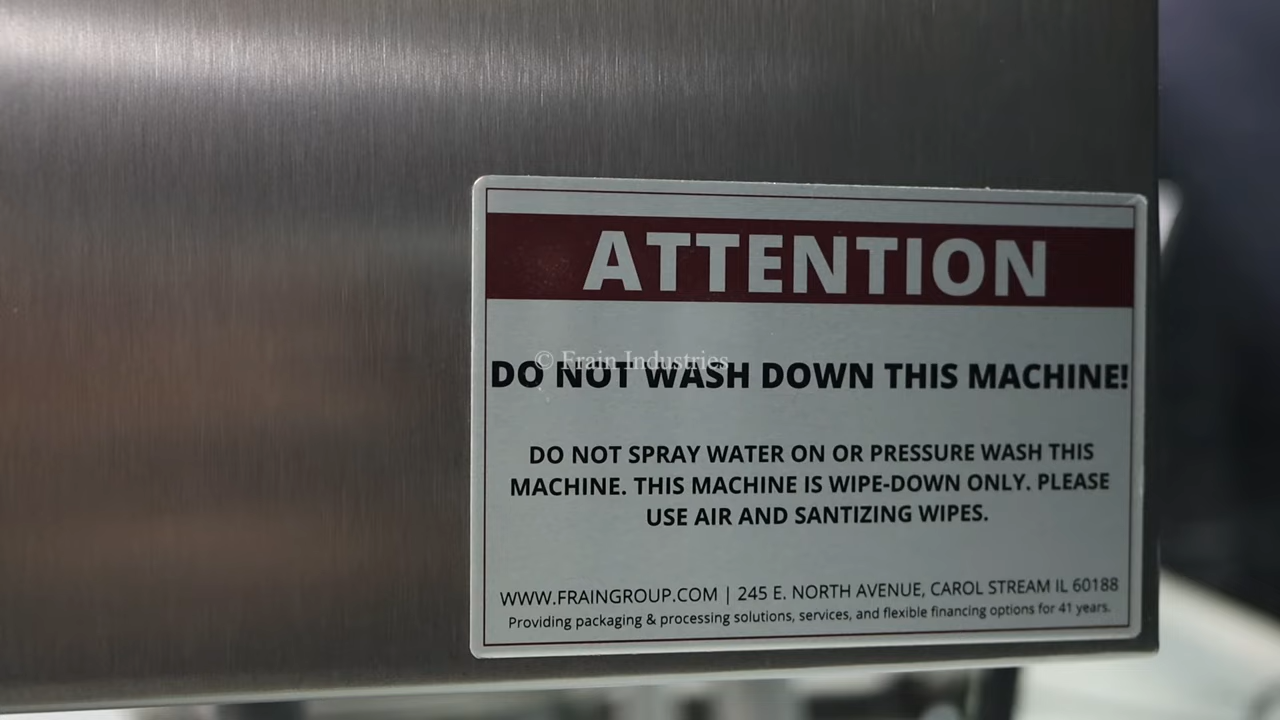 ATTENTION
© Frain Industries
DO NOT WASH DOWN THIS MACHINE!
DO NOT SPRAY WATER ON OR PRESSURE WASH THIS
MACHINE. THIS MACHINE IS WIPE-DOWN ONLY. PLEASE
USE AIR AND SANTIZING WIPES.
WWW.FRAINGROUP.COM | 245 E. NORTH AVENUE, CAROL STREAM IL 60188
Providing packaging & processing solutions, services, and flexible financing options for 41 years.